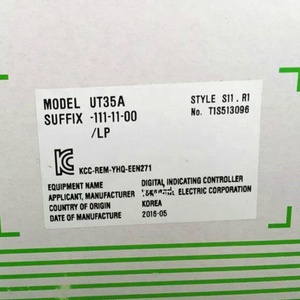 MODEL UT35A
STYLE S11 . R1
SUFFIX -111-11-00
No. T1S513096
/LP
KCC-REM-YHQ-EEN271
EQUIPMENT NAME DIGITAL INDICATING CONTROLLER
APPLICANT, MANUFACTURER ELECTRIC CORPORATION
COUNTRY OF ORIGIN KOREA
DATE OF MANUFACTURE 2016-05